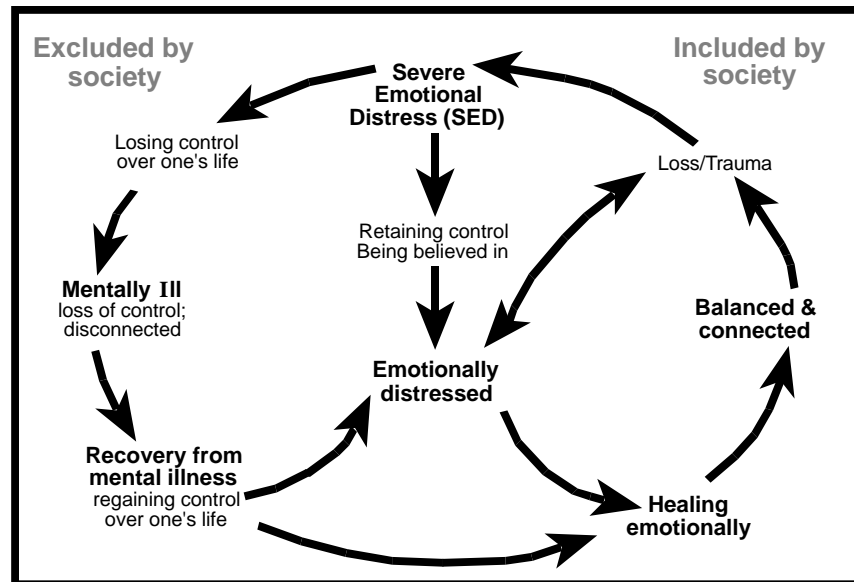 Excluded by
society
Included by
society
Severe
Emotional
Distress (SED)
Losing control
over one's life
Loss/Trauma
Retaining control
Being believed in
Mentally Ill
loss of control;
disconnected
Balanced &
connected
Emotionally
distressed
Recovery from
mental illness
regaining control
over one's life
Healing
emotionally